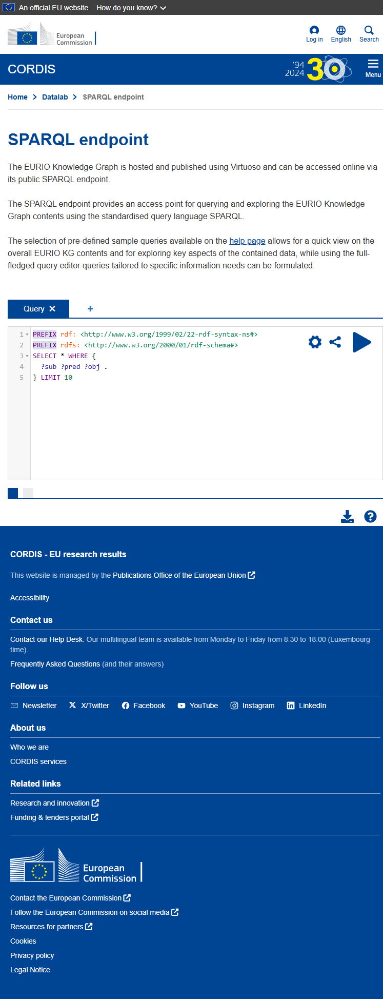 An official EU website How do you know?
European
Commission
Log in English Search
CORDIS
'94
2024 30
Menu
Home Datalab SPARQL endpoint
SPARQL endpoint
The EURIO Knowledge Graph is hosted and published using Virtuoso and can be accessed online via
its public SPARQL endpoint.
The SPARQL endpoint provides an access point for querying and exploring the EURIO Knowledge
Graph contents using the standardised query language SPARQL.
The selection of pre-defined sample queries available on the help page allows for a quick view on the
overall EURIO KG contents and for exploring key aspects of the contained data, while using the full-
fledged query editor queries tailored to specific information needs can be formulated.
Query × +
1 PREFIX rdf: <http://www.w3.org/1999/02/22-rdf-syntax-ns#>
2 PREFIX rdfs: <http://www.w3.org/2000/01/rdf-schema#>
3 SELECT * WHERE {
4 ?sub ?pred ?obj .
5 } LIMIT 10
CORDIS - EU research results
This website is managed by the Publications Office of the European Union
Accessibility
Contact us
Contact our Help Desk. Our multilingual team is available from Monday to Friday from 8:30 to 18:00 (Luxembourg
time).
Frequently Asked Questions (and their answers)
Follow us
Newsletter X/Twitter Facebook YouTube Instagram LinkedIn
About us
Who we are
CORDIS services
Related links
Research and innovation
Funding & tenders portal
European
Commission
Contact the European Commission
Follow the European Commission on social media
Resources for partners
Cookies
Privacy policy
Legal Notice